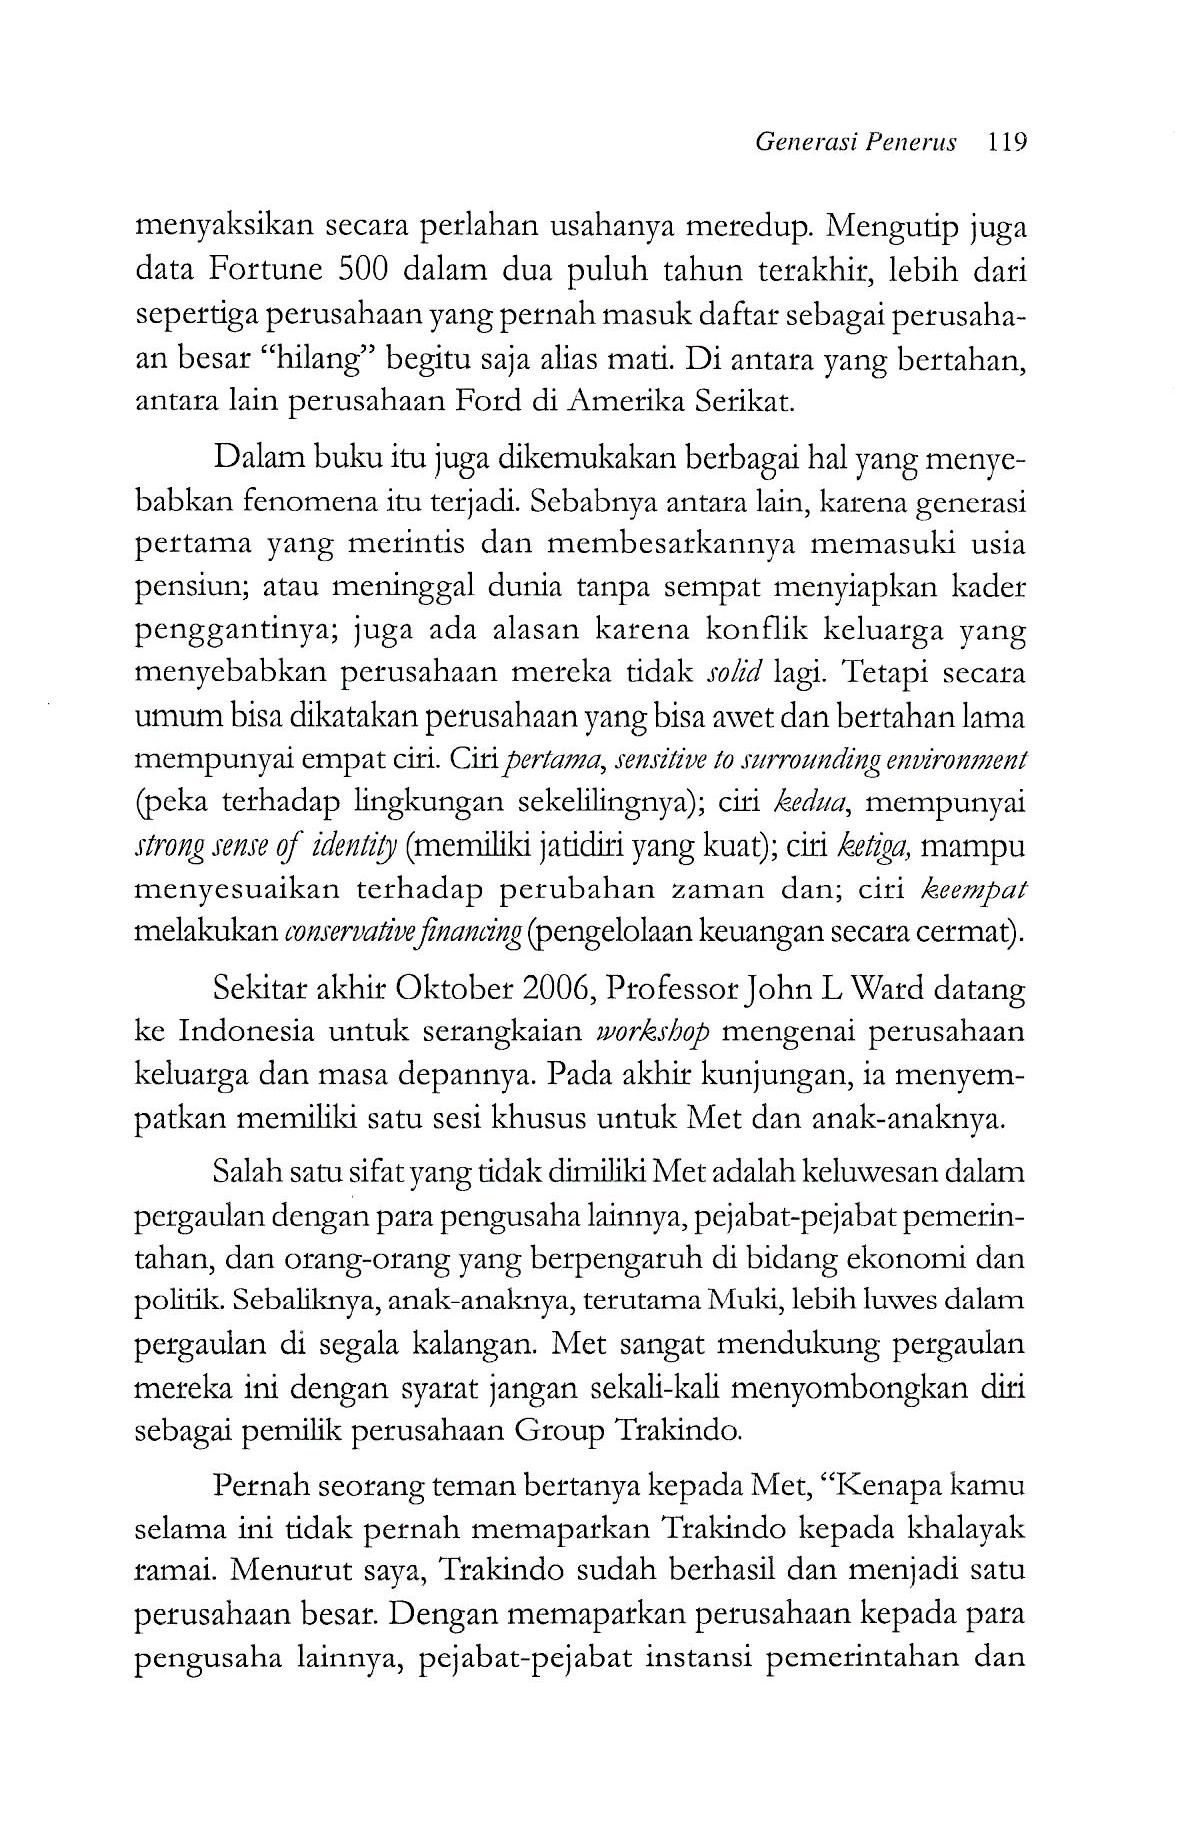 Generasi Penerus 119
menyaksikan secara perlahan usahanya meredup. Mengutip juga
data Fortune 500 dalam dua puluh tahun terakhir, lebih dari
sepertiga perusahaan yang pernah masuk daftar sebagai perusaha-
an besar “hilang” begitu saja alias mati. Di antara yang bertahan,
antara lain perusahaan Ford di Amerika Serikat.
Dalam buku itu juga dikemukakan berbagai hal yang menye-
babkan fenomena itu terjadi. Sebabnya antara lain, karena generasi
pertama yang merintis dan membesarkannya memasuki usia
pensiun; atau meninggal dunia tanpa sempat menyiapkan kader
penggantinya; juga ada alasan karena konflik keluarga yang
menyebabkan perusahaan mereka tidak solid lagi. Tetapi secara
umum bisa dikatakan perusahaan yang bisa awet dan bertahan lama
mempunyai empat ciri. Ciri pertama, sensitive to surrounding environment
(peka terhadap lingkungan sekelilingnya); ciri kedua, mempunyai
strong sense of identity (memiliki jatidiri yang kuat); ciri ketiga, mampu
menyesuaikan terhadap perubahan zaman dan; ciri keempat
melakukan conservative financing (pengelolaan keuangan secara cermat).
Sekitar akhir Oktober 2006, Professor John L Ward datang
ke Indonesia untuk serangkaian workshop mengenai perusahaan
keluarga dan masa depannya. Pada akhir kunjungan, ia menyem-
patkan memiliki satu sesi khusus untuk Met dan anak-anaknya.
Salah satu sifat yang tidak dimiliki Met adalah keluwesan dalam
pergaulan dengan para pengusaha lainnya, pejabat-pejabat pemerin-
tahan, dan orang-orang yang berpengaruh di bidang ekonomi dan
politik. Sebaliknya, anak-anaknya, terutama Muki, lebih luwes dalam
pergaulan di segala kalangan. Met sangat mendukung pergaulan
mereka ini dengan syarat jangan sekali-kali menyombongkan diri
sebagai pemilik perusahaan Group Trakindo.
Pernah seorang teman bertanya kepada Met, “Kenapa kamu
selama ini tidak pernah memaparkan Trakindo kepada khalayak
ramai. Menurut saya, Trakindo sudah berhasil dan menjadi satu
perusahaan besar. Dengan memaparkan perusahaan kepada para
pengusaha lainnya, pejabat-pejabat instansi pemerintahan dan